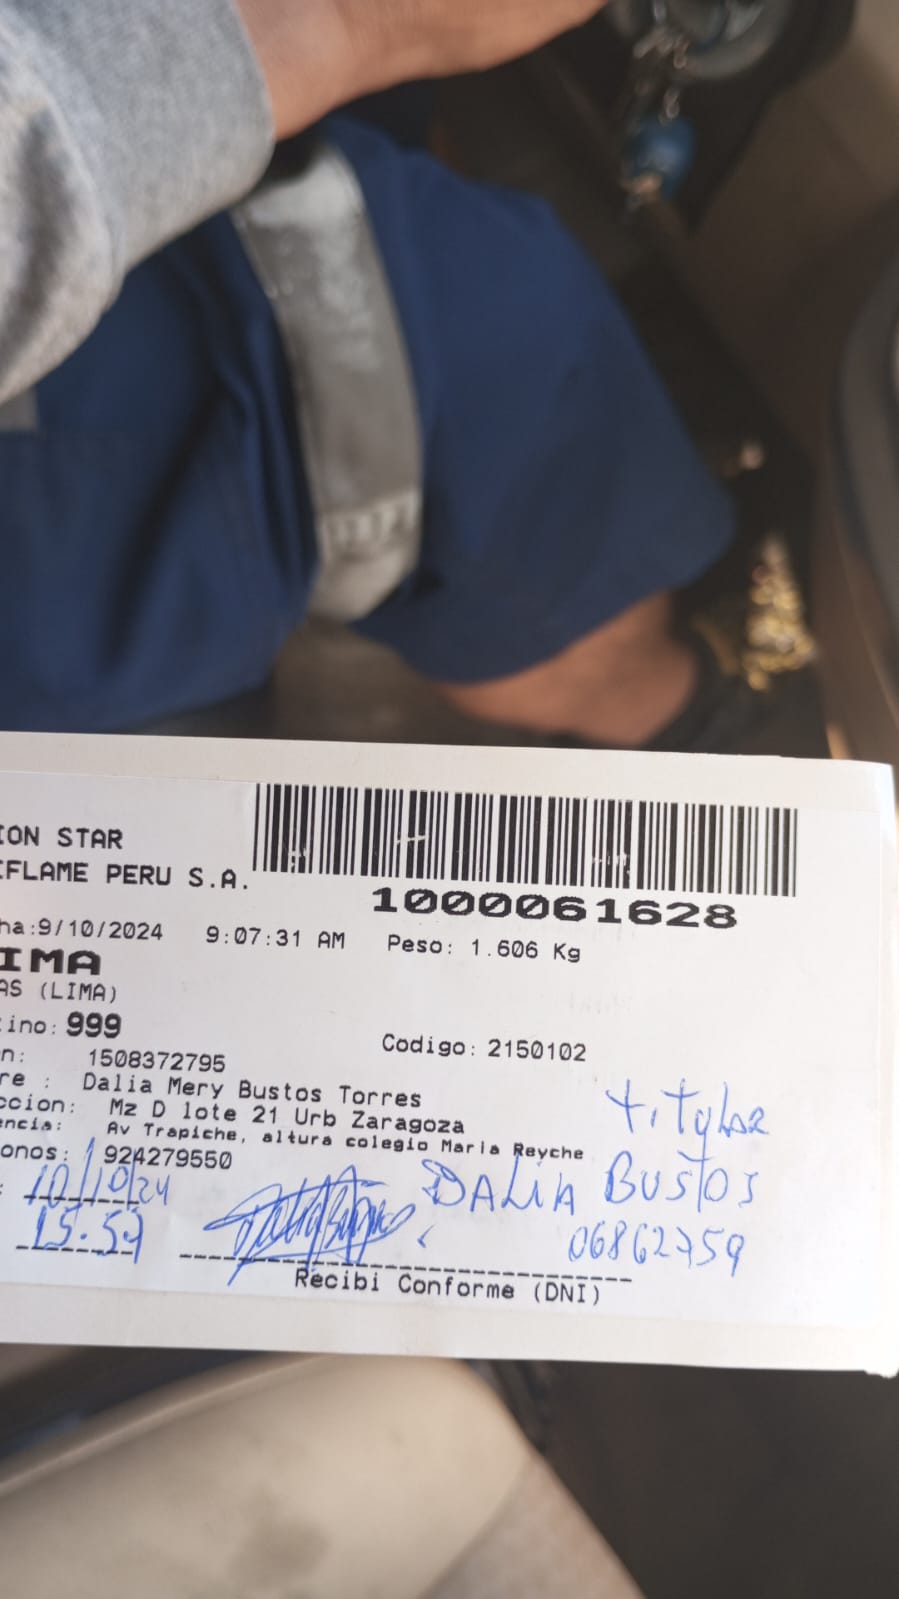 ION STAR
IFLAME PERU S.A.
1000061628
ha:9/10/2024 9:07:31 AM Peso: 1.606 Kg
IMA
AS (LIMA)
tino: 999
Codigo: 2150102
n: 1508372795
re : Dalia Mery Bustos Torres
ccion: Mz D lote 21 Urb Zaragoza
encia: Av Trapiche, altura colegio Maria Reyche
onos: 924279550
titular
DALIA BUSTOS
: 10/10/24
15:59
06862759
Recibi Conforme (DNI)